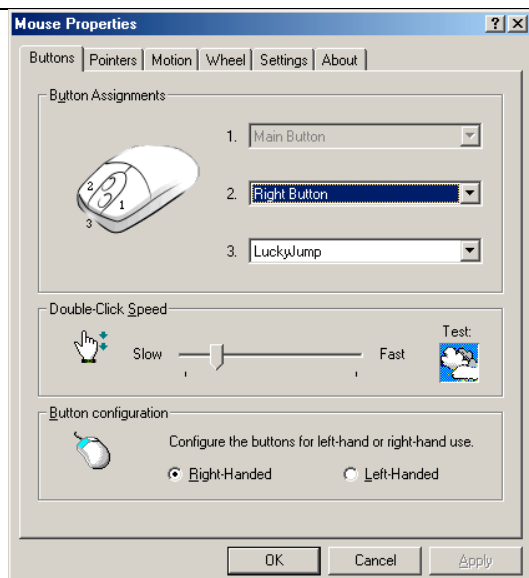 Mouse Properties
Buttons Pointers Motion Wheel Settings About
Button Assignments
1. Main Button
2. Right Button
3. LuckyJump
2
1
3
Double-Click Speed
Test:
Slow Fast
Button configuration
Configure the buttons for left-hand or right-hand use.
Right-Handed Left-Handed
OK Cancel Apply